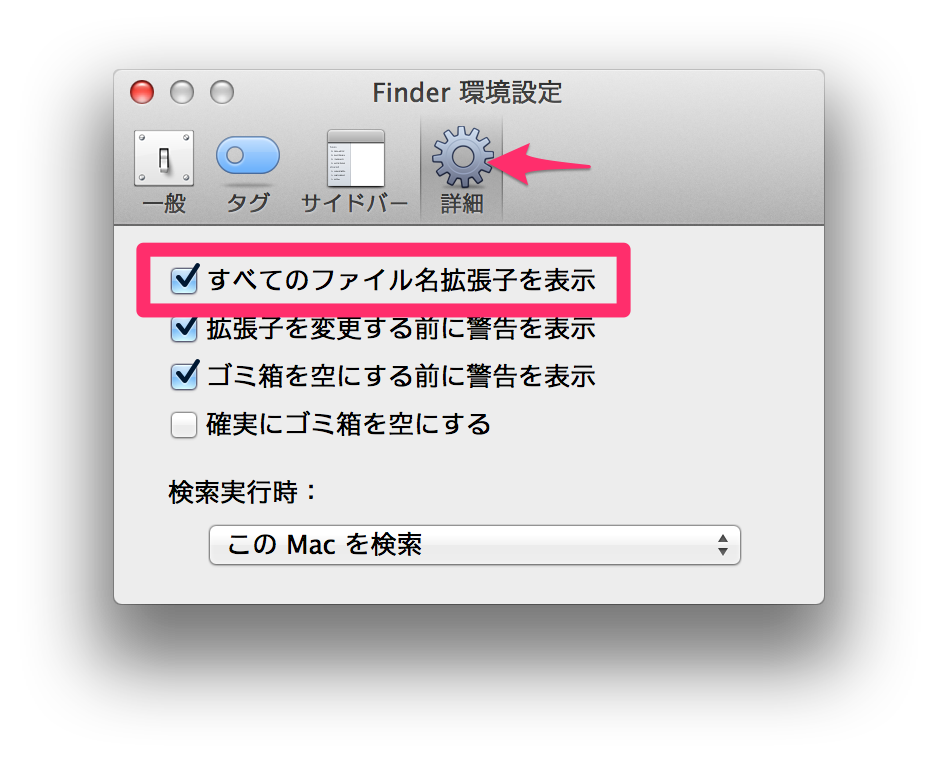 Finder 環境設定
一般 タグ サイドバー 詳細
すべてのファイル名拡張子を表示
拡張子を変更する前に警告を表示
ゴミ箱を空にする前に警告を表示
確実にゴミ箱を空にする
検索実行時：
この Mac を検索